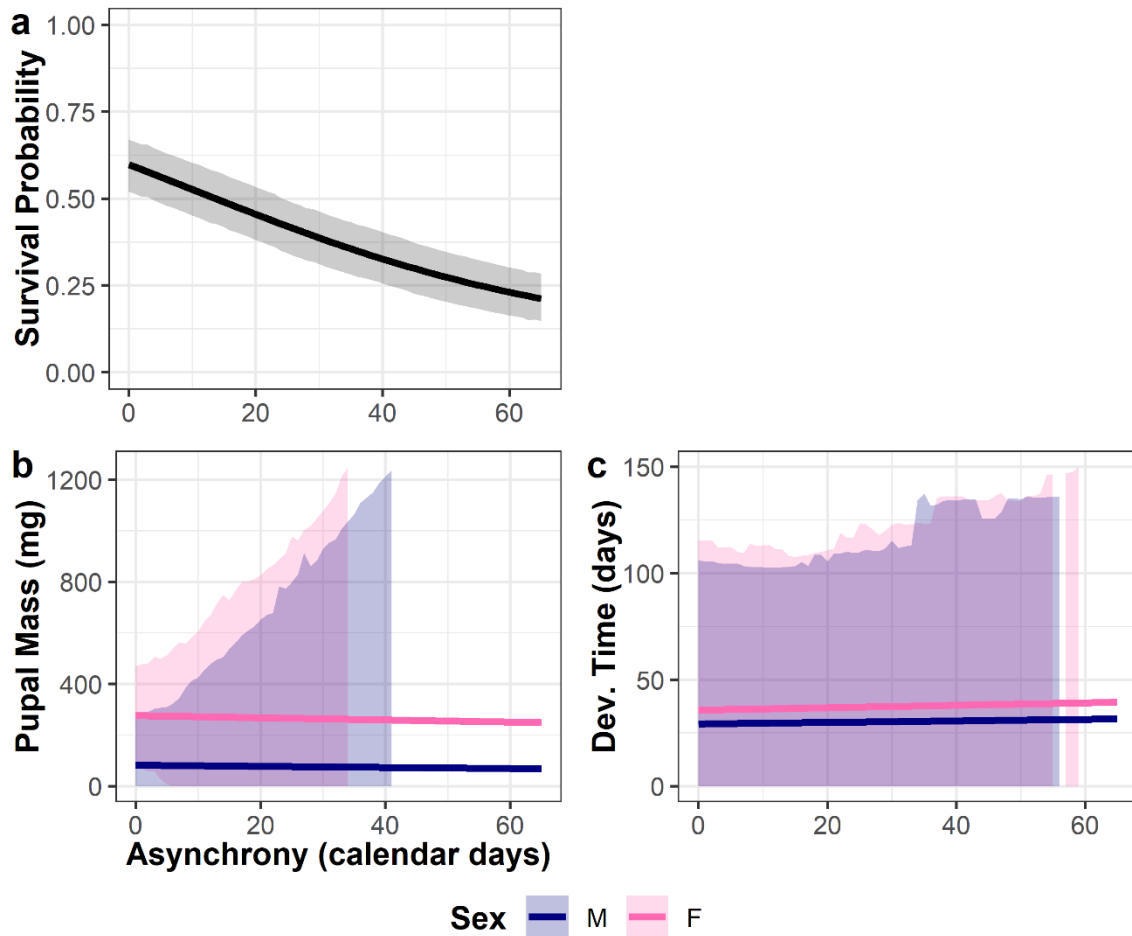 a
Survival Probability
1.00
0.75
0.50
0.25
0.00
0 20 40 60
b
Pupal Mass (mg)
1200
800
400
0
0 20 40 60
Asynchrony (calendar days)
c
Dev. Time (days)
150
100
50
0
0 20 40 60
Sex M F